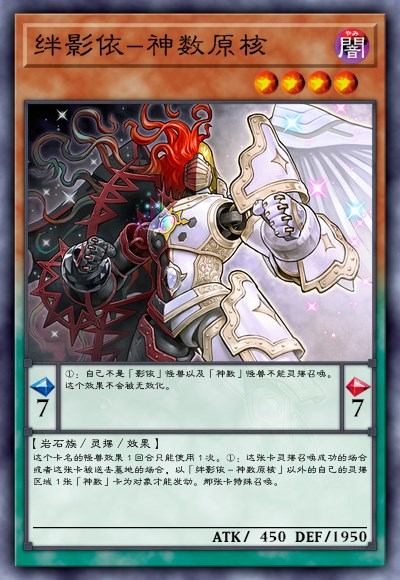 绊影依－神数原核
やみ
闇
①：自己不是「影依」怪兽以及「神数」怪兽不能灵摆召唤。
这个效果不会被无效化。
7
7
【岩石族／灵摆／效果】
这个卡名的怪兽效果1回合只能使用1次。①：这张卡灵摆召唤成功的场合
或者这张卡被送去墓地的场合，以「绊影依－神数原核」以外的自己的灵摆
区域1张「神数」卡为对象才能发动。那张卡特殊召唤。
ATK/ 450 DEF/1950